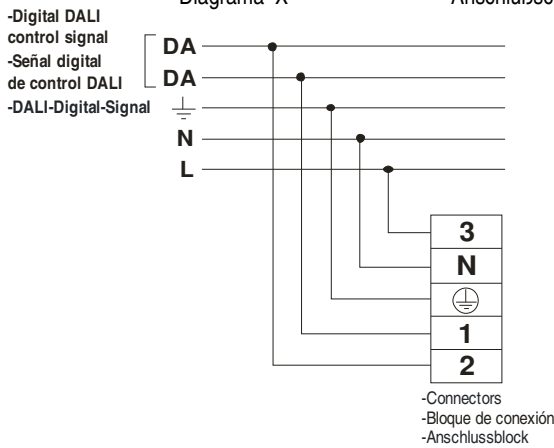 Diagrama "X"
-Digital DALI
control signal
-Señal digital
de control DALI
-DALI-Digital-Signal
DA
DA
N
L
3
N
1
2
-Connectors
-Bloque de conexión
-Anschlussblock